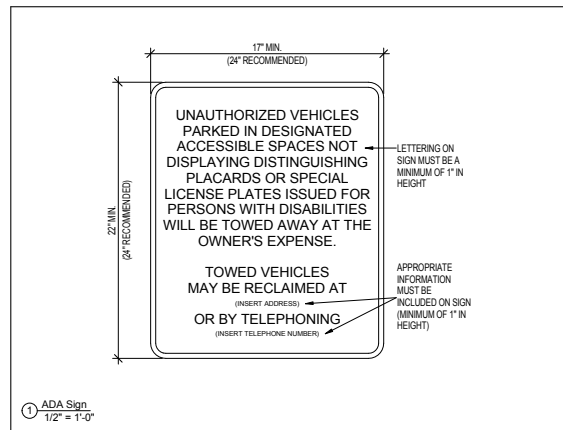 17" MIN.
(24" RECOMMENDED)
22" MIN.
(24" RECOMMENDED)
UNAUTHORIZED VEHICLES
PARKED IN DESIGNATED
ACCESSIBLE SPACES NOT
DISPLAYING DISTINGUISHING
PLACARDS OR SPECIAL
LICENSE PLATES ISSUED FOR
PERSONS WITH DISABILITIES
WILL BE TOWED AWAY AT THE
OWNER'S EXPENSE.
TOWED VEHICLES
MAY BE RECLAIMED AT
(INSERT ADDRESS)
OR BY TELEPHONING
(INSERT TELEPHONE NUMBER)
LETTERING ON
SIGN MUST BE A
MINIMUM OF 1" IN
HEIGHT
APPROPRIATE
INFORMATION
MUST BE
INCLUDED ON SIGN
(MINIMUM OF 1" IN
HEIGHT)
1 ADA Sign
1/2" = 1'-0"